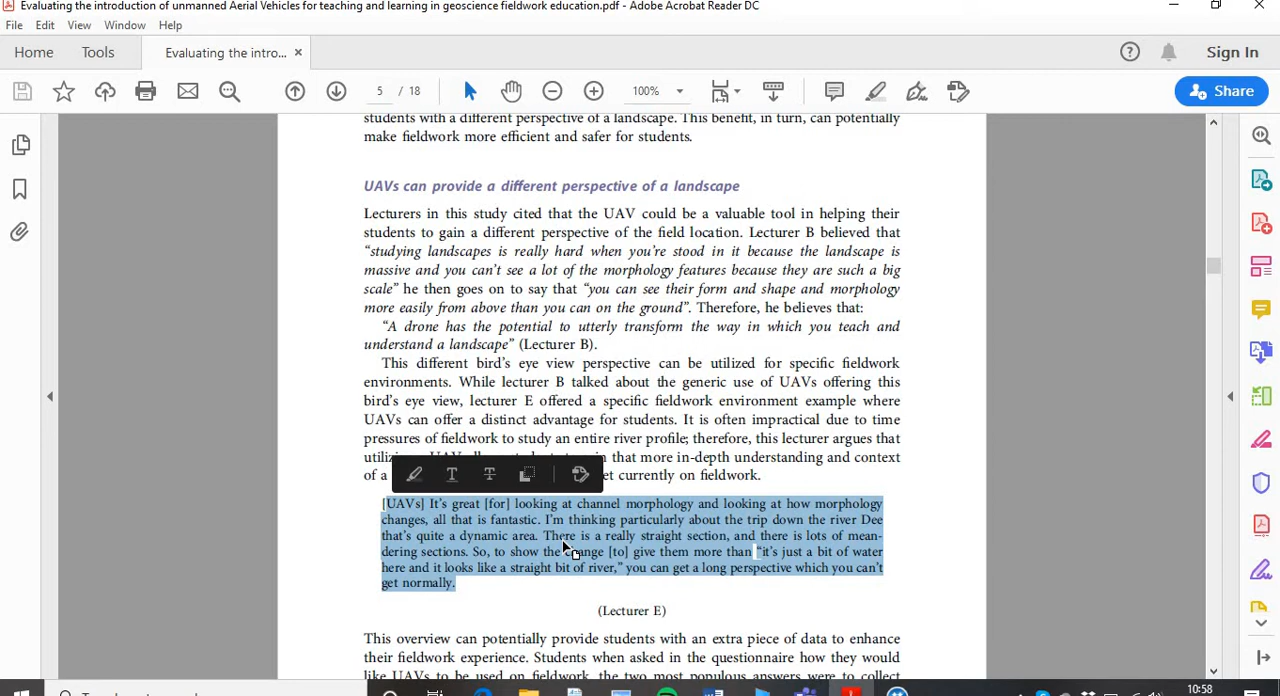 Evaluating the introduction of unmanned Aerial Vehicles for teaching and learning in geoscience fieldwork education.pdf - Adobe Acrobat Reader DC
File Edit View Window Help
Home Tools Evaluating the intro... × Sign In
5 / 18 100% Share
students with a different perspective of a landscape. This benefit, in turn, can potentially
make fieldwork more efficient and safer for students.
UAVs can provide a different perspective of a landscape
Lecturers in this study cited that the UAV could be a valuable tool in helping their
students to gain a different perspective of the field location. Lecturer B believed that
“studying landscapes is really hard when you’re stood in it because the landscape is
massive and you can’t see a lot of the morphology features because they are such a big
scale” he then goes on to say that “you can see their form and shape and morphology
more easily from above than you can on the ground”. Therefore, he believes that:
“A drone has the potential to utterly transform the way in which you teach and
understand a landscape” (Lecturer B).
This different bird’s eye view perspective can be utilized for specific fieldwork
environments. While lecturer B talked about the generic use of UAVs offering this
bird’s eye view, lecturer E offered a specific fieldwork environment example where
UAVs can offer a distinct advantage for students. It is often impractical due to time
pressures of fieldwork to study an entire river profile; therefore, this lecturer argues that
that more in-depth understanding and context
of a currently on fieldwork.
[UAVs] It’s great [for] looking at channel morphology and looking at how morphology
changes, all that is fantastic. I’m thinking particularly about the trip down the river Dee
that’s quite a dynamic area. There is a really straight section, and there is lots of mean-
dering sections. So, to show the change [to] give them more than “it’s just a bit of water
here and it looks like a straight bit of river,” you can get a long perspective which you can’t
get normally.
(Lecturer E)
This overview can potentially provide students with an extra piece of data to enhance
their fieldwork experience. Students when asked in the questionnaire how they would
like UAVs to be used on fieldwork, the two most populous answers were to collect
10:58